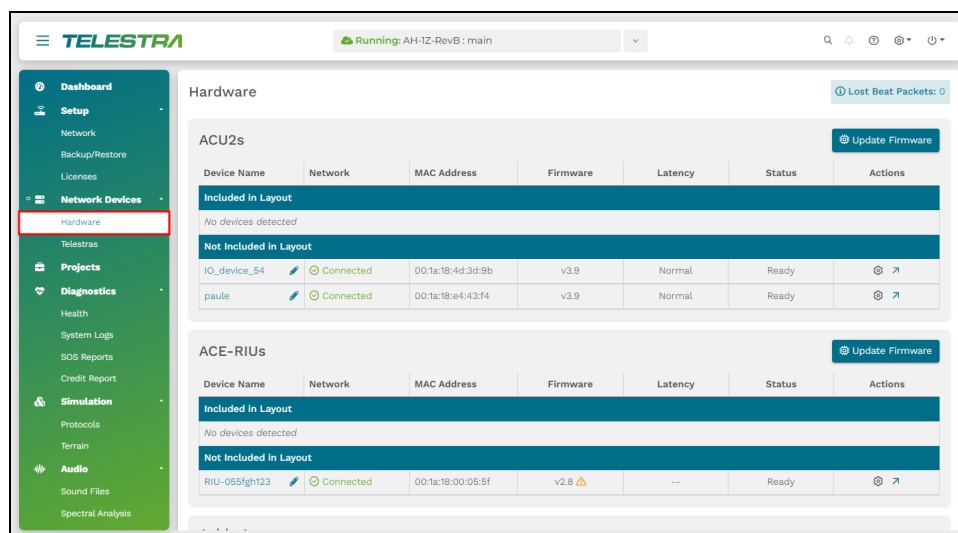 TELESTRA
Running: AH-1Z-RevB : main
Dashboard
Setup
Network
Backup/Restore
Licenses
Network Devices
Hardware
Telestras
Projects
Diagnostics
Health
System Logs
SOS Reports
Credit Report
Simulation
Protocols
Terrain
Audio
Sound Files
Spectral Analysis
Hardware
Lost Beat Packets: 0
ACU2s
Update Firmware
Device Name Network MAC Address Firmware Latency Status Actions
Included in Layout
No devices detected
Not Included in Layout
IO_device_54 Connected 00:1a:18:4d:3d:9b v3.9 Normal Ready
paule Connected 00:1a:18:e4:43:f4 v3.9 Normal Ready
ACE-RIUs
Update Firmware
Device Name Network MAC Address Firmware Latency Status Actions
Included in Layout
No devices detected
Not Included in Layout
RIU-055fgh123 Connected 00:1a:18:00:05:5f v2.8 -- Ready